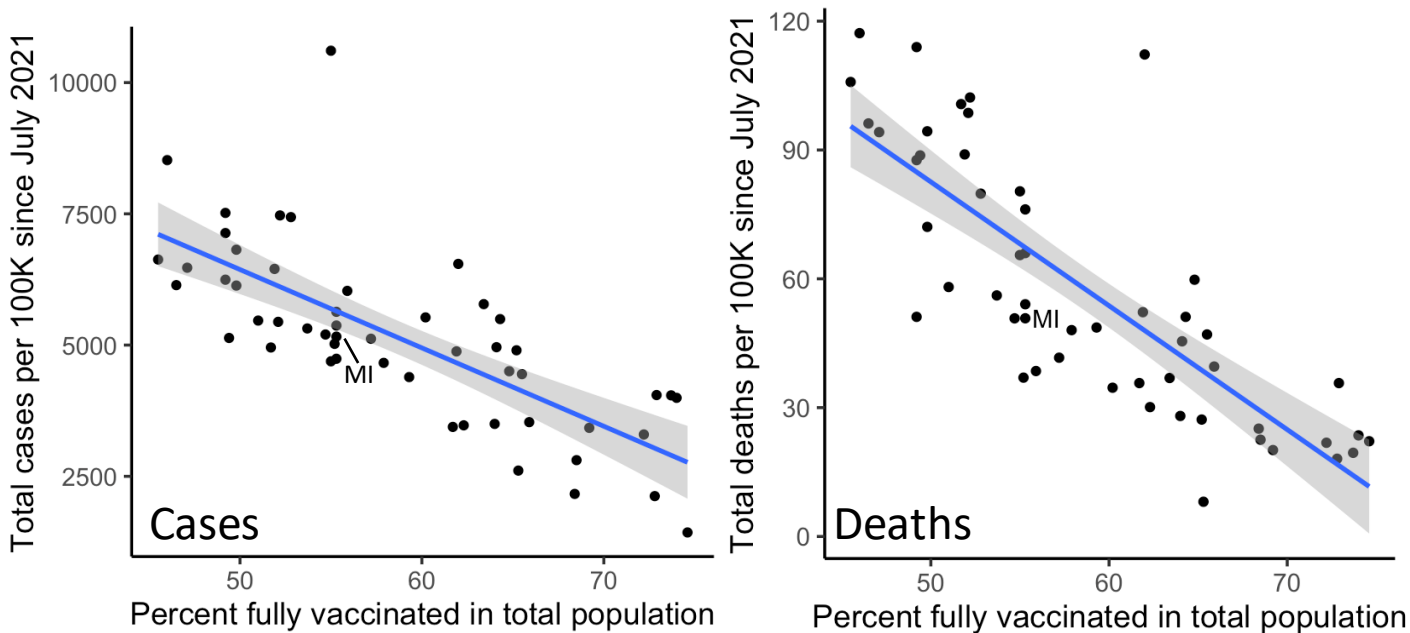 Total cases per 100K since July 2021
10000
7500
5000
2500
MI
Cases
50 60 70
Percent fully vaccinated in total population
Total deaths per 100K since July 2021
120
90
60
30
0
MI
Deaths
50 60 70
Percent fully vaccinated in total population